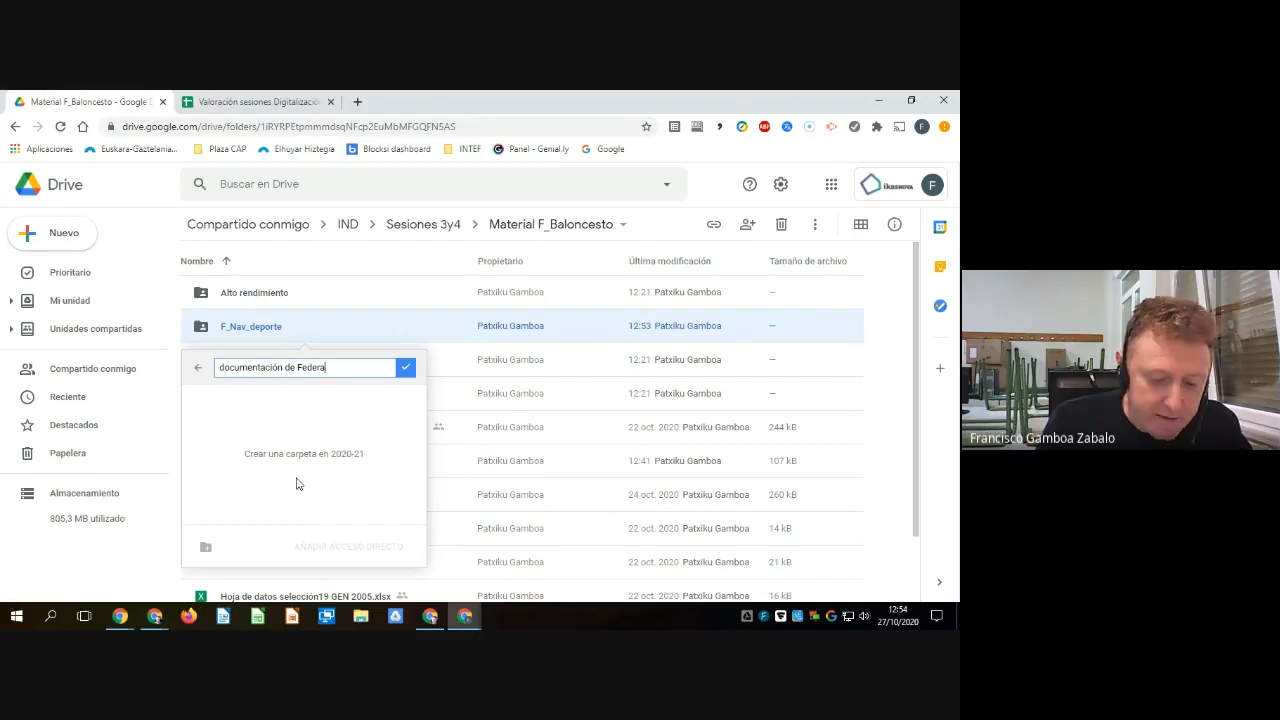 Material F_Baloncesto - Google D
Valoración sesiones Digitalizació
drive.google.com/drive/folders/1iRYRPEtpmmmdsqNFcp2EuMbMFGQFN5AS
Aplicaciones
Euskara-Gaztelania...
Plaza CAP
Elhuyar Hiztegia
Blocksi dashboard
INTEF
Panel - Genial.ly
Google
Drive
Buscar en Drive
ikasnova
F
Nuevo
Compartido conmigo > IND > Sesiones 3y4 > Material F_Baloncesto
Nombre Propietario Última modificación Tamaño de archivo
Prioritario
Mi unidad
Unidades compartidas
Compartido conmigo
Reciente
Destacados
Papelera
Almacenamiento
805,3 MB utilizado
Alto rendimiento Patxiku Gamboa 12:21 Patxiku Gamboa —
F_Nav_deporte Patxiku Gamboa 12:53 Patxiku Gamboa —
Patxiku Gamboa 12:21 Patxiku Gamboa —
Patxiku Gamboa 12:21 Patxiku Gamboa —
Patxiku Gamboa 22 oct. 2020 Patxiku Gamboa 244 kB
Patxiku Gamboa 12:41 Patxiku Gamboa 107 kB
Patxiku Gamboa 24 oct. 2020 Patxiku Gamboa 260 kB
Patxiku Gamboa 22 oct. 2020 Patxiku Gamboa 14 kB
Patxiku Gamboa 22 oct. 2020 Patxiku Gamboa 21 kB
Hoja de datos selección19 GEN 2005.xlsx Patxiku Gamboa 22 oct. 2020 Patxiku Gamboa 16 kB
documentación de Federa
Crear una carpeta en 2020-21
AÑADIR ACCESO DIRECTO
12:54
27/10/2020
Francisco Gamboa Zabalo